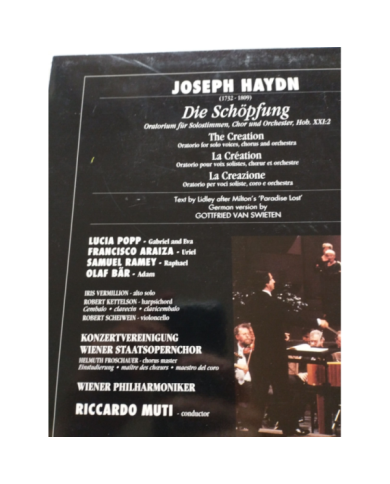 JOSEPH HAYDN
(1732 - 1809)
Die Schöpfung
Oratorium für Solostimmen, Chor und Orchester, Hob. XXI:2
The Creation
Oratorio for solo voices, chorus and orchestra
La Création
Oratorio pour voix solistes, chœur et orchestre
La Creazione
Oratorio per voci soliste, coro e orchestra
Text by Lidley after Milton's 'Paradise Lost'
German version by
GOTTFRIED VAN SWIETEN
LUCIA POPP - Gabriel and Eva
FRANCISCO ARAIZA - Uriel
SAMUEL RAMEY - Raphael
OLAF BÄR - Adam
IRIS VERMILLION - alto solo
ROBERT KETTELSON - harpsichord
Cembalo • clavecin • clavicembalo
ROBERT SCHEIWEIN - violoncello
KONZERTVEREINIGUNG
WIENER STAATSOPERNCHOR
HELMUTH FROSCHAUER - chorus master
Einstudierung • maître des chœurs • maestro del coro
WIENER PHILHARMONIKER
RICCARDO MUTI - conductor